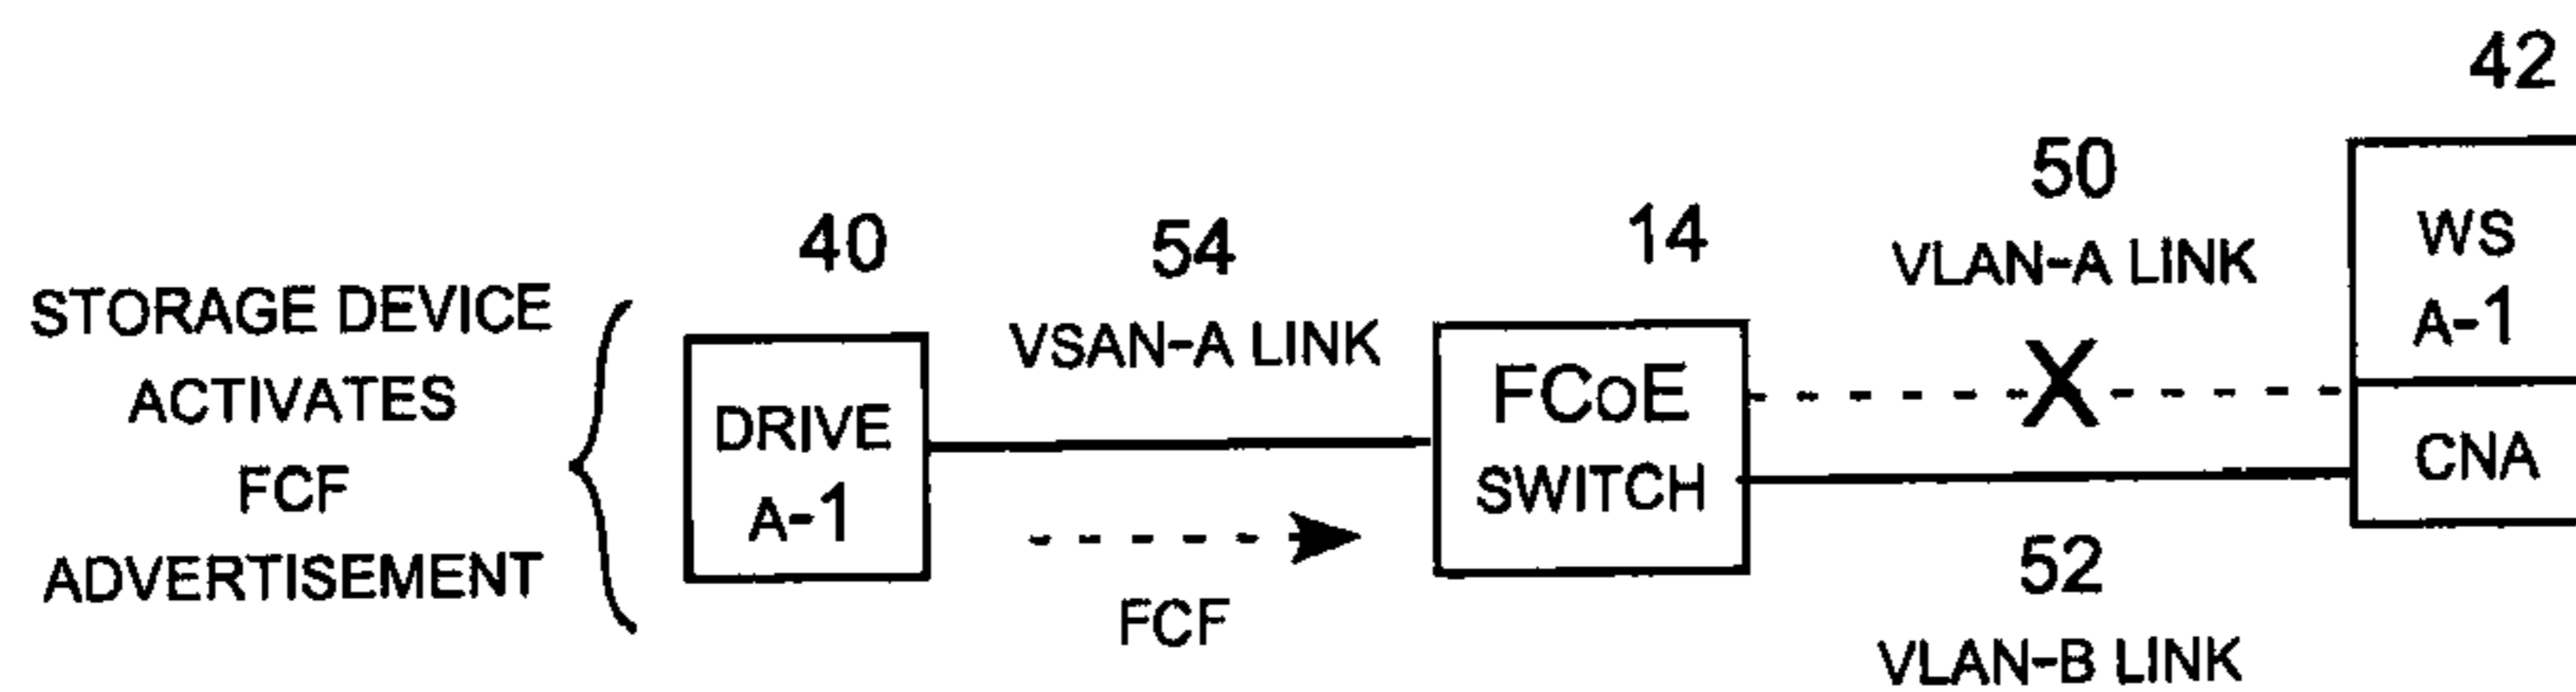 STORAGE DEVICE
ACTIVATES
FCF
ADVERTISEMENT
40
DRIVE
A-1
54
VSAN-A LINK
FCF
14
FCoE
SWITCH
50
VLAN-A LINK
X
52
VLAN-B LINK
42
WS
A-1
CNA